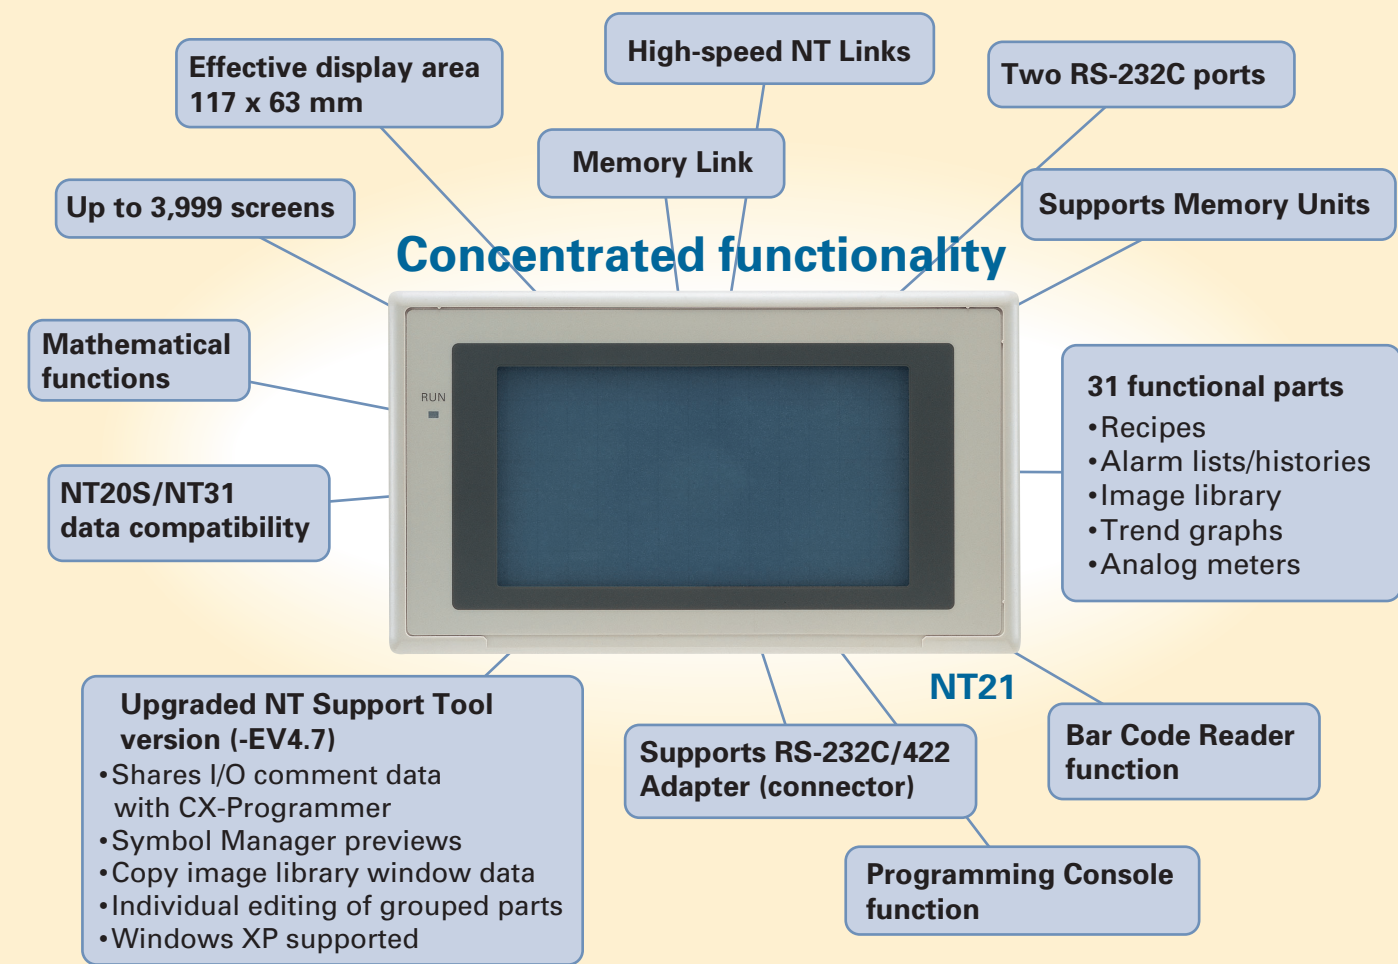 High-speed NT Links
Effective display area
117 x 63 mm
Two RS-232C ports
Memory Link
Up to 3,999 screens
Supports Memory Units
Concentrated functionality
Mathematical
functions
RUN
31 functional parts
•Recipes
•Alarm lists/histories
•Image library
•Trend graphs
•Analog meters
NT20S/NT31
data compatibility
NT21
Upgraded NT Support Tool
version (-EV4.7)
•Shares I/O comment data
with CX-Programmer
•Symbol Manager previews
•Copy image library window data
•Individual editing of grouped parts
•Windows XP supported
Supports RS-232C/422
Adapter (connector)
Bar Code Reader
function
Programming Console
function